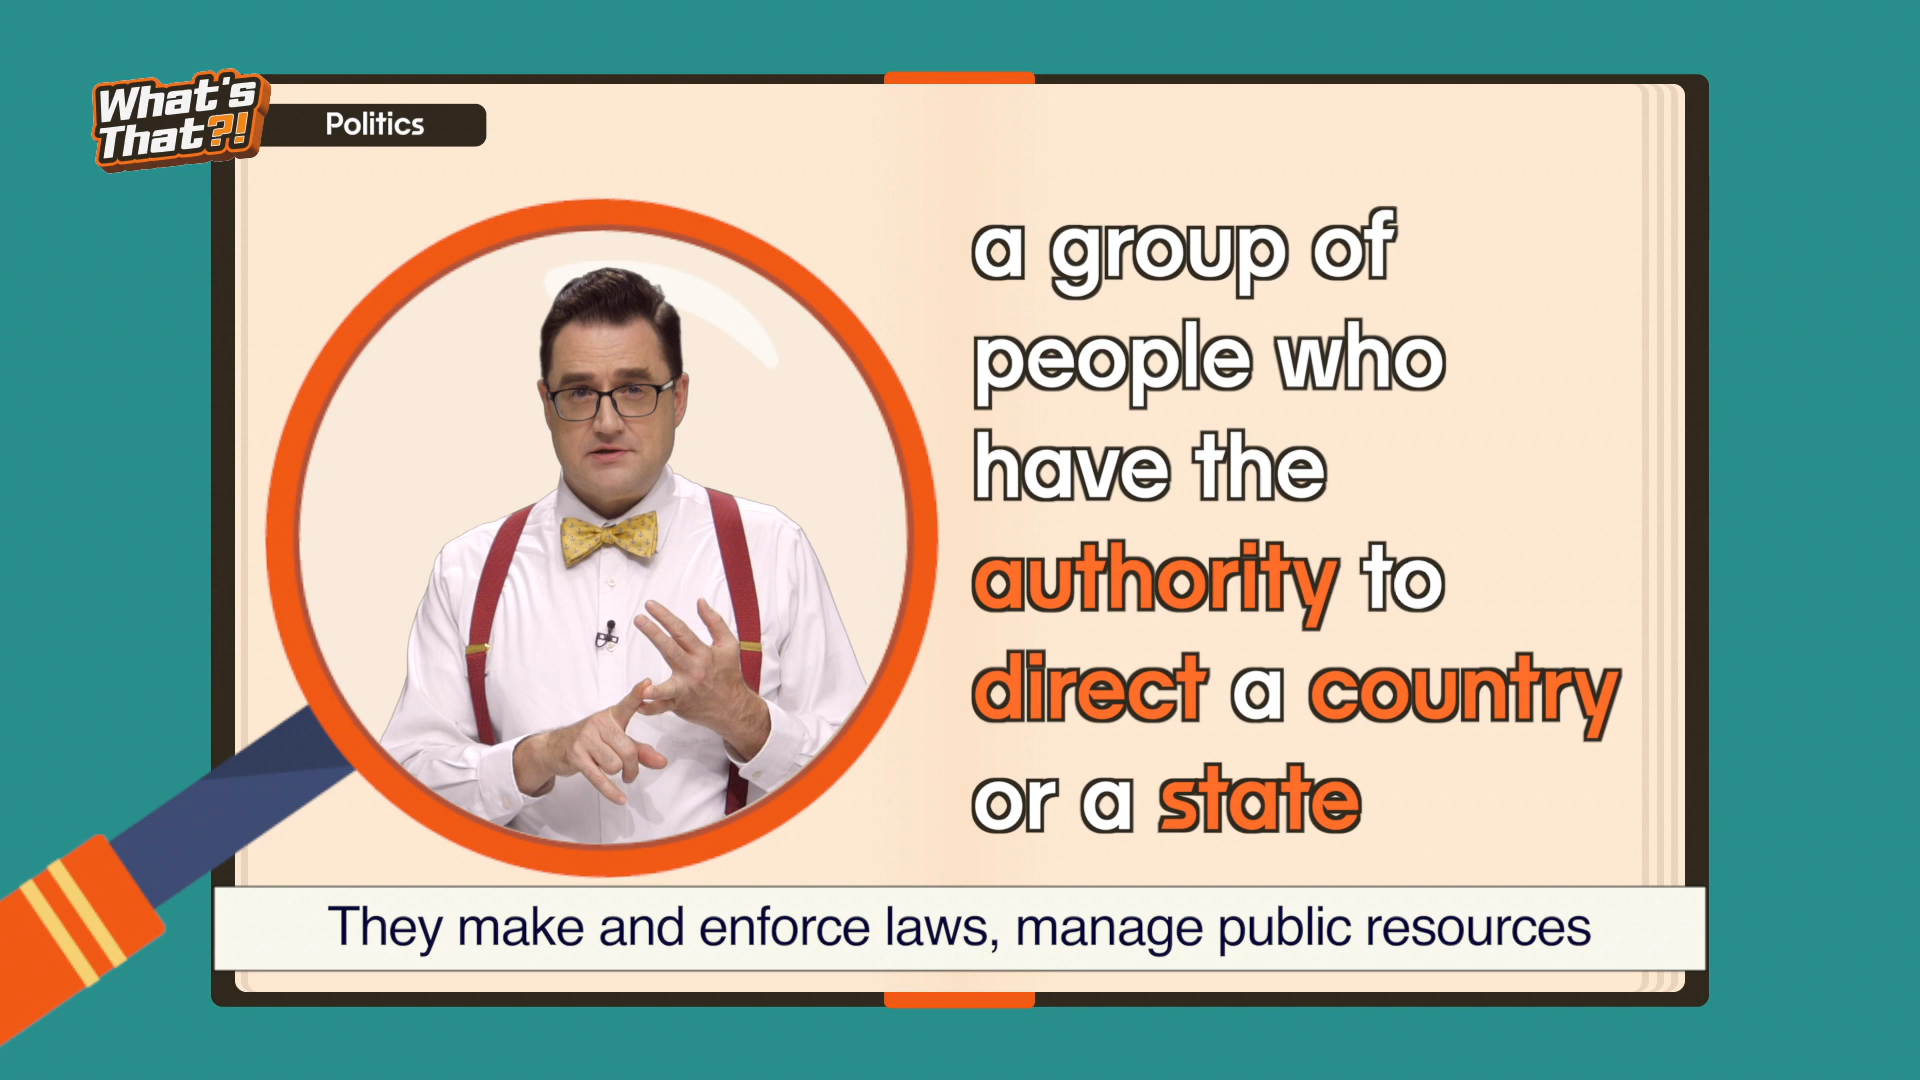 What's
That?!
Politics
a group of
people who
have the
authority to
direct a country
or a state
They make and enforce laws, manage public resources